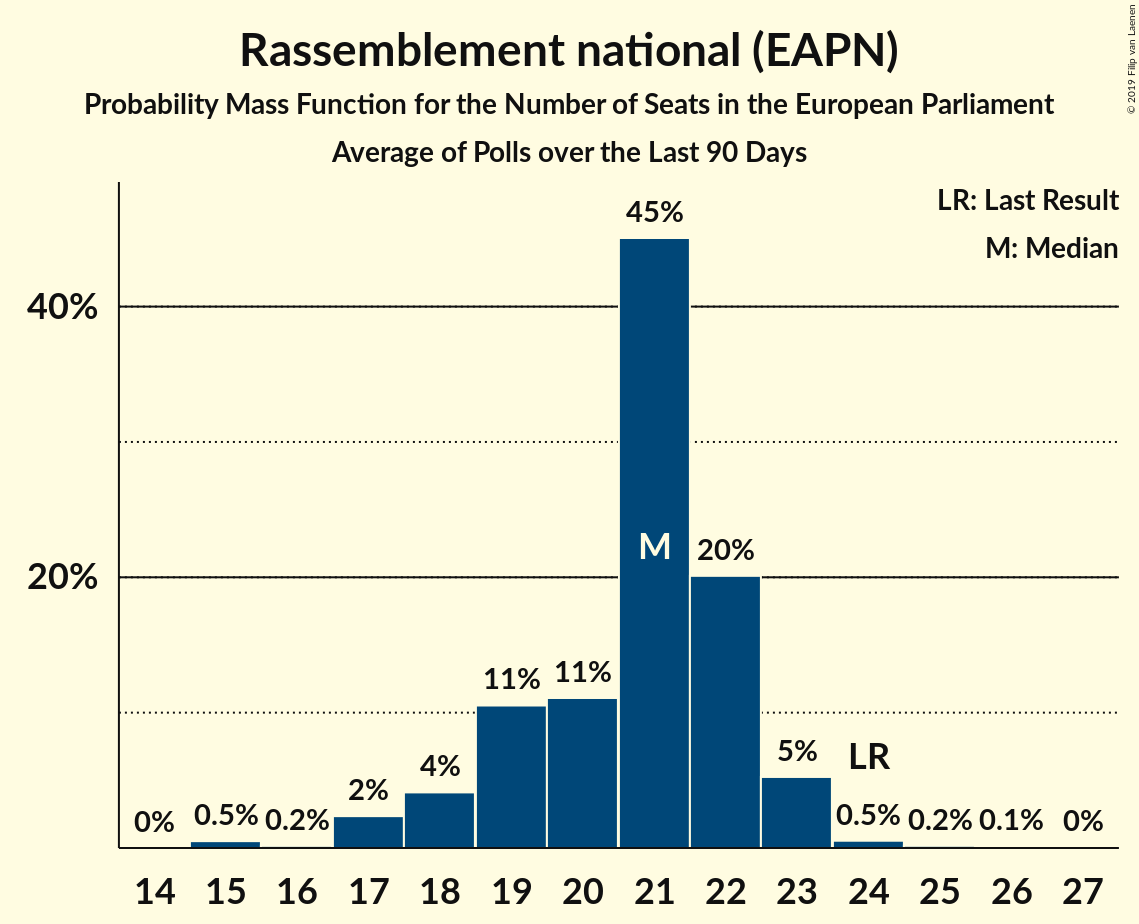 Rassemblement national (EAPN)
Probability Mass Function for the Number of Seats in the European Parliament
Average of Polls over the Last 90 Days
© 2019 Filip van Laenen
LR: Last Result
M: Median
45%
40%
M
20%
20%
11%
11%
5%
LR
4%
2%
0%
0.5%
0.2%
0.5%
0.2%
0.1%
0%
14 15 16 17 18 19 20 21 22 23 24 25 26 27